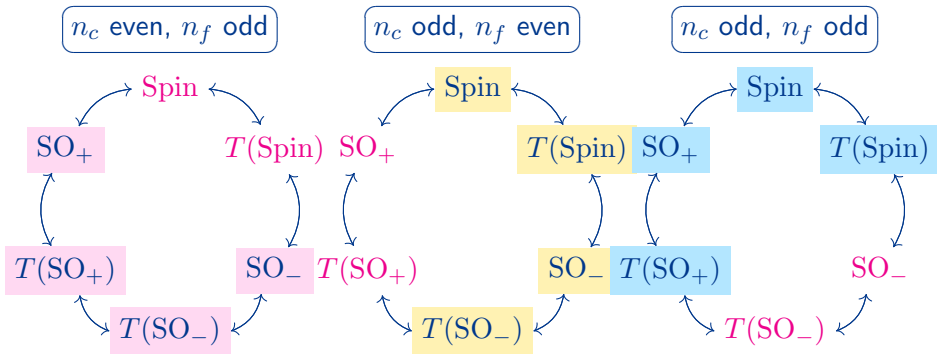 n_c even, n_f odd
n_c odd, n_f even
n_c odd, n_f odd
Spin
Spin
Spin
SO_+
T(Spin)
SO_+
T(Spin)
SO_+
T(Spin)
T(SO_+)
SO_−
T(SO_+)
SO_−
T(SO_+)
SO_−
T(SO_−)
T(SO_−)
T(SO_−)